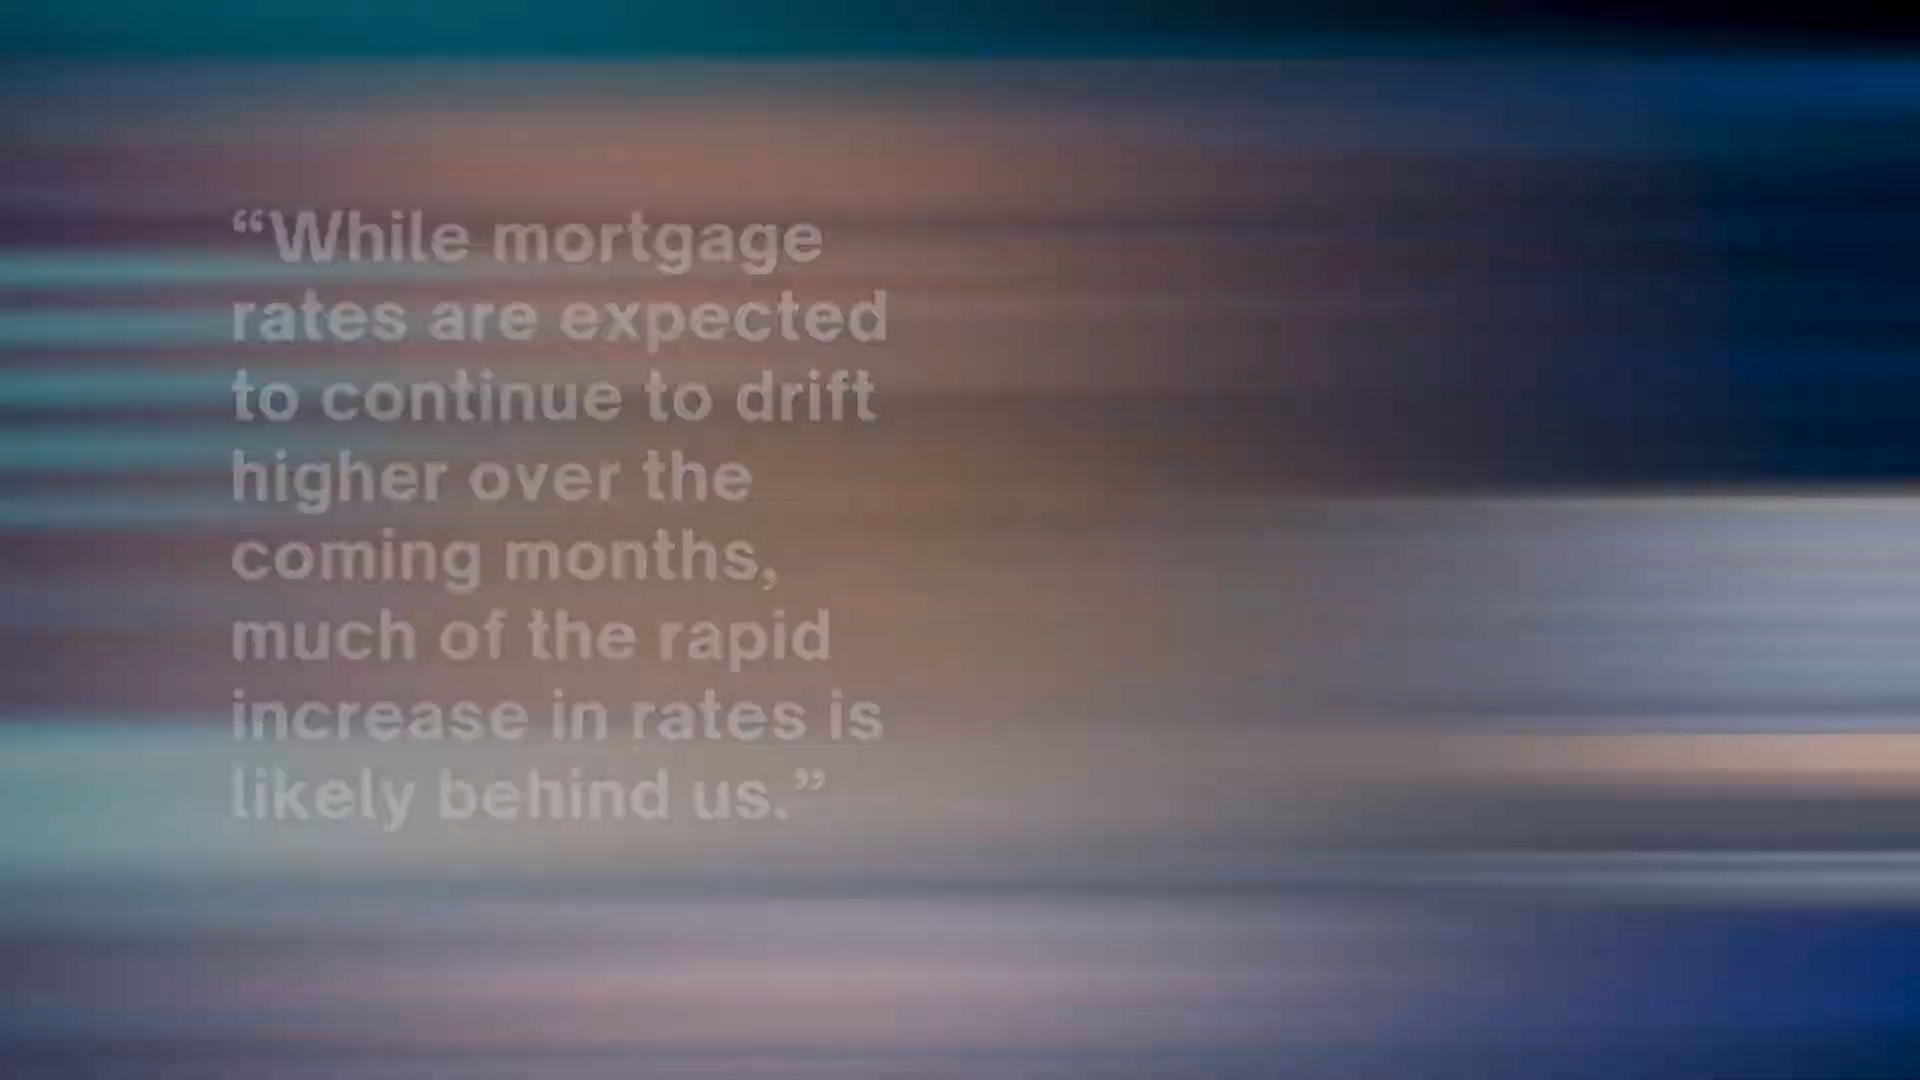 “While mortgage
rates are expected
to continue to drift
higher over the
coming months,
much of the rapid
increase in rates is
likely behind us.”